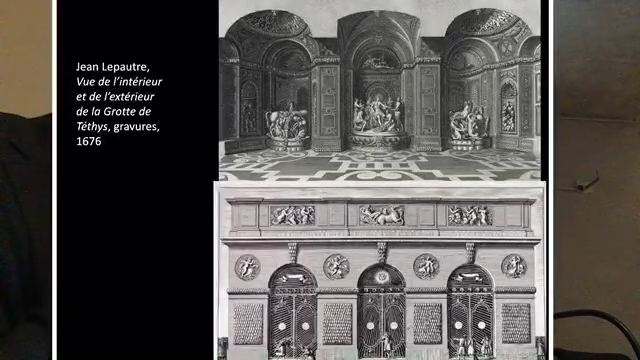 Jean Lepautre,
Vue de l’intérieur
et de l’extérieur
de la Grotte de
Téthys, gravures,
1676